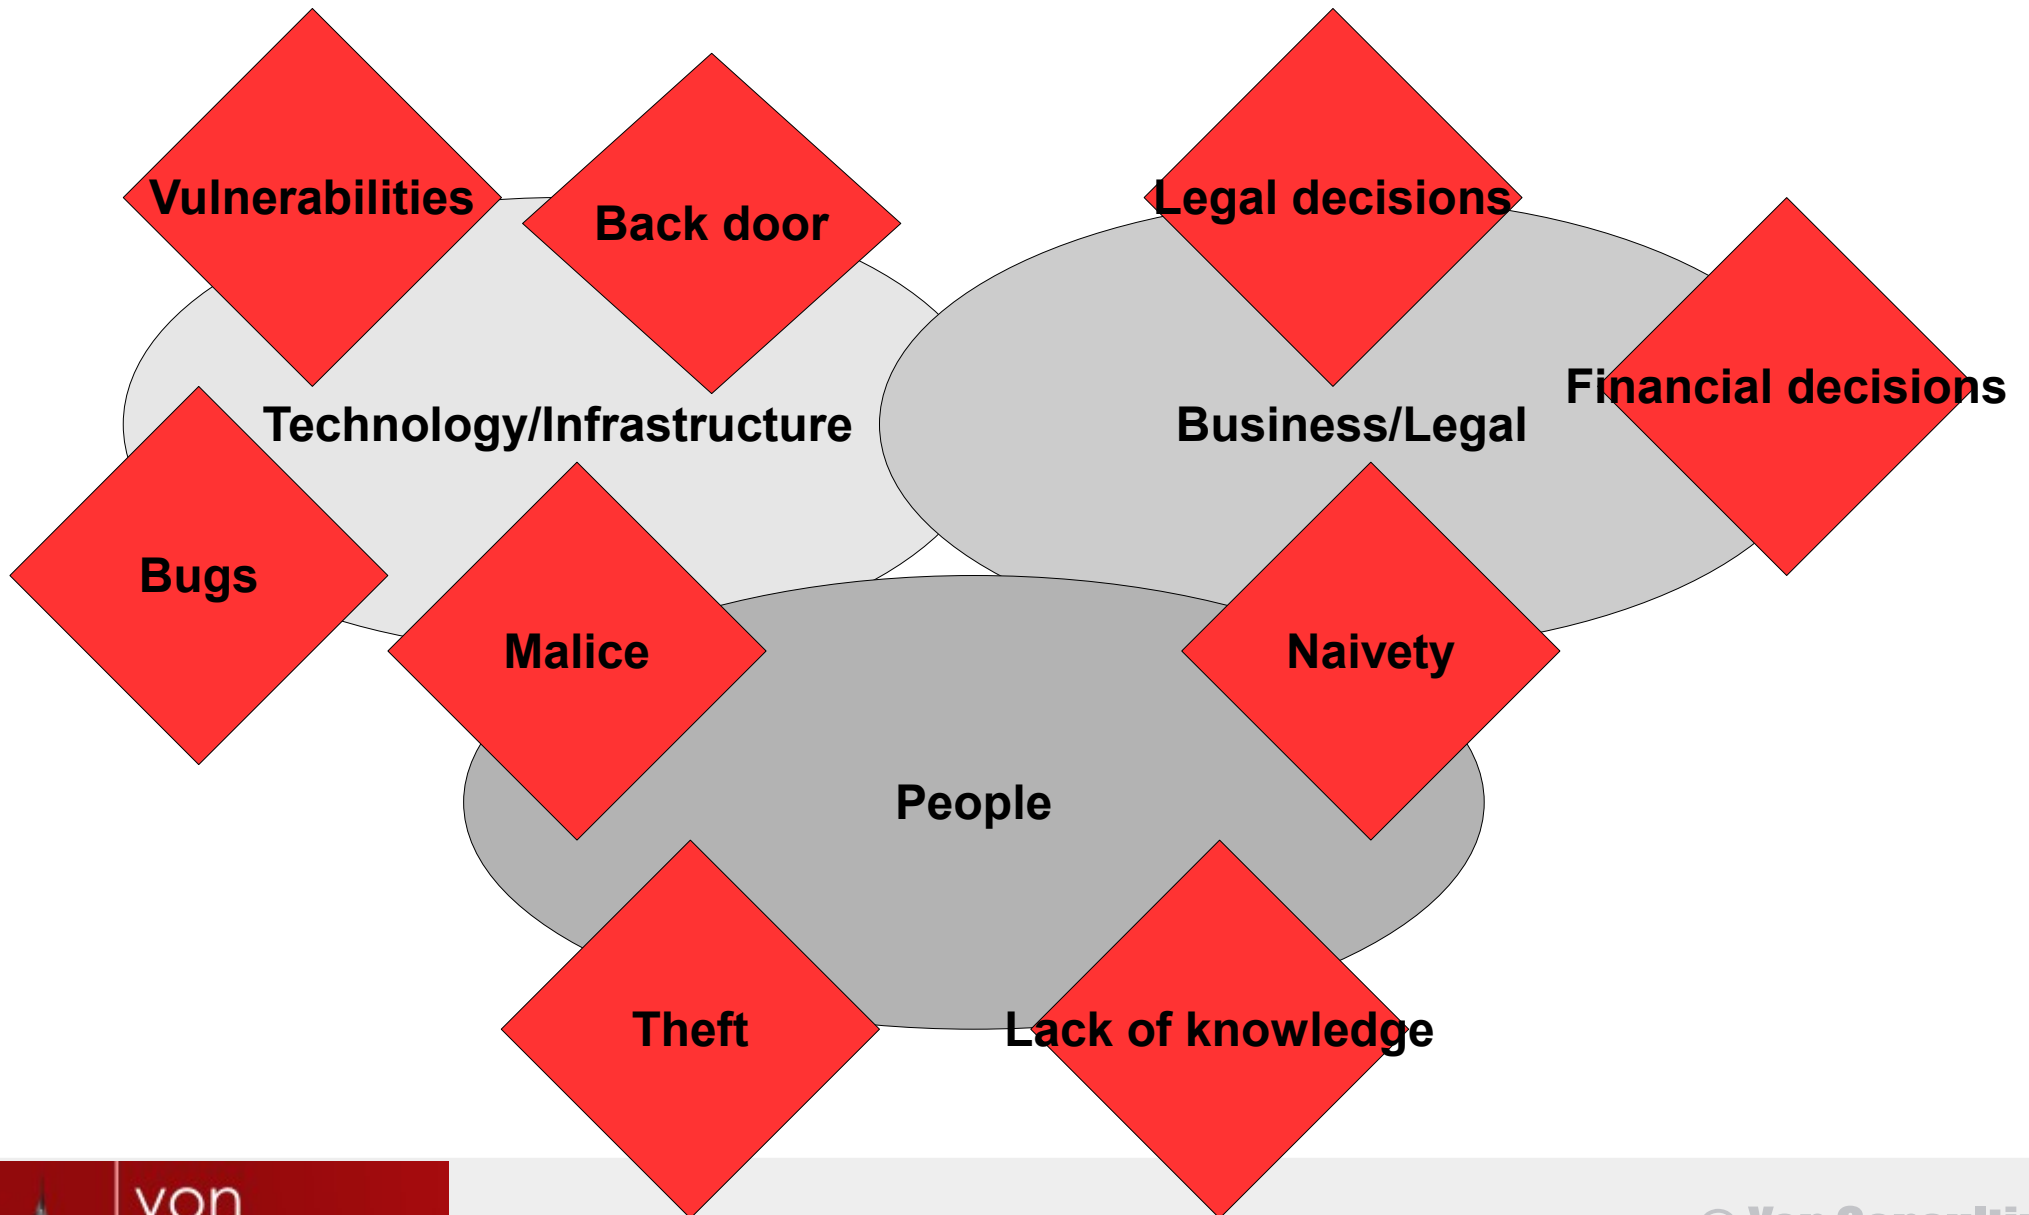 Vulnerabilities
Back door
Legal decisions
Financial decisions
Technology/Infrastructure
Business/Legal
Bugs
Malice
Naivety
People
Theft
Lack of knowledge
von